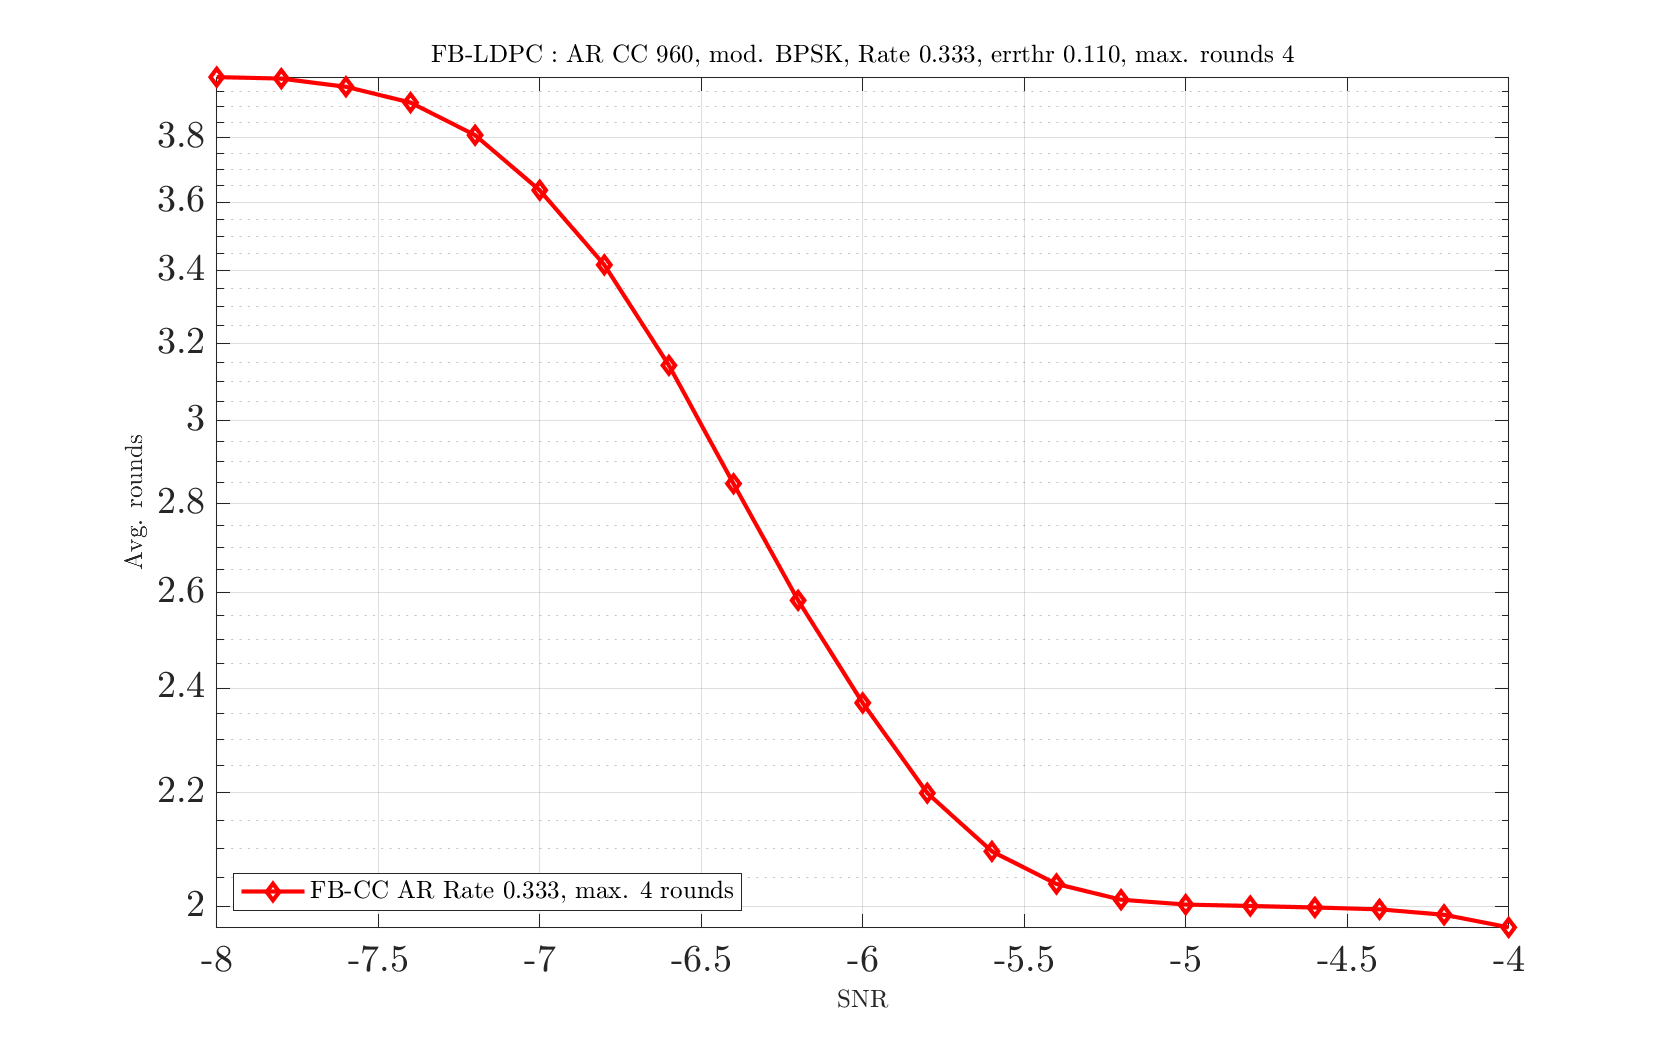 FB-LDPC : AR CC 960, mod. BPSK, Rate 0.333, errthr 0.110, max. rounds 4
3.8
3.6
3.4
3.2
3
2.8
2.6
2.4
2.2
2
Avg. rounds
FB-CC AR Rate 0.333, max. 4 rounds
-8 -7.5 -7 -6.5 -6 -5.5 -5 -4.5 -4
SNR